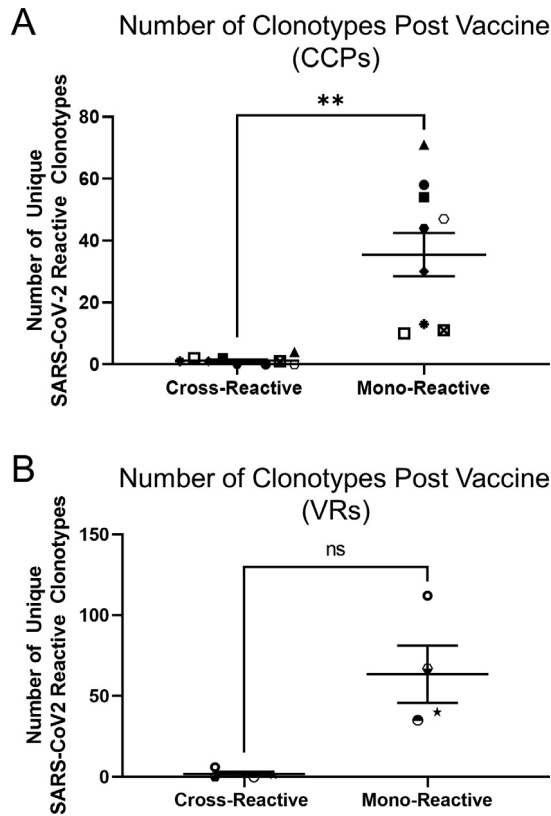 A
Number of Clonotypes Post Vaccine
(CCPs)
Number of Unique
SARS-CoV-2 Reactive Clonotypes
**
80
60
40
20
0
Cross-Reactive
Mono-Reactive
B
Number of Clonotypes Post Vaccine
(VRs)
Number of Unique
SARS-CoV2 Reactive Clonotypes
ns
150
100
50
0
Cross-Reactive
Mono-Reactive